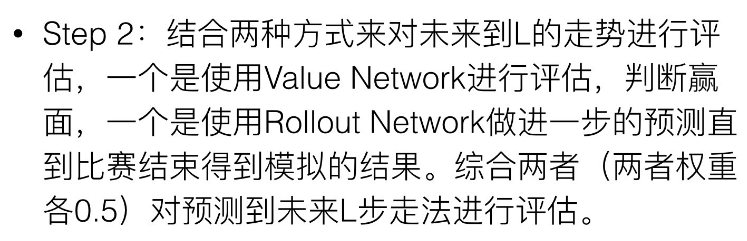 • Step 2：结合两种方式来对未来到L的走势进行评
估，一个是使用Value Network进行评估，判断赢
面，一个是使用Rollout Network做进一步的预测直
到比赛结束得到模拟的结果。综合两者（两者权重
各0.5）对预测到未来L步走法进行评估。